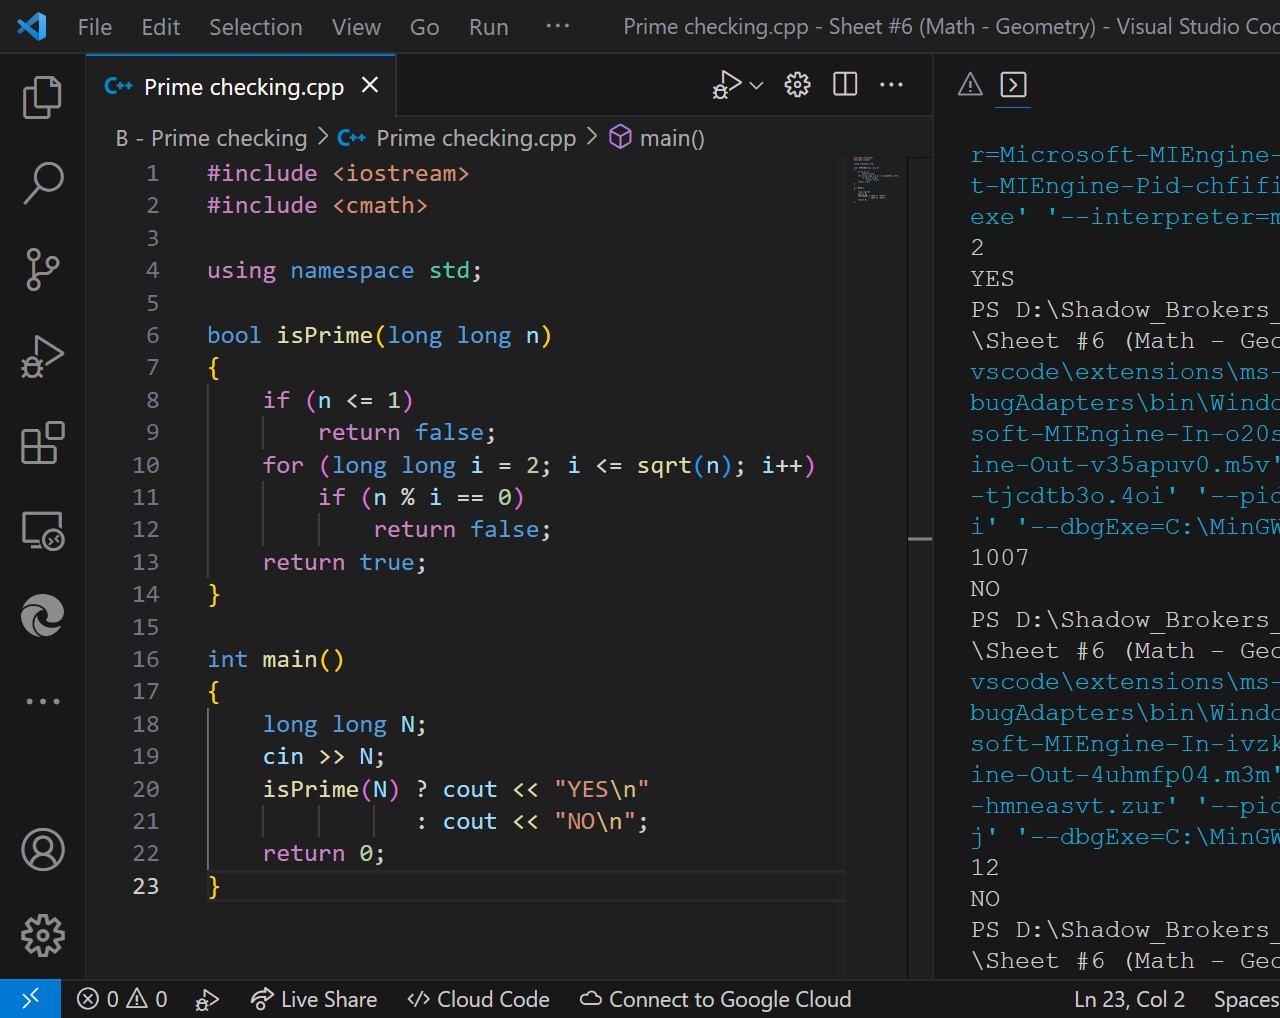 File Edit Selection View Go Run ··· Prime checking.cpp - Sheet #6 (Math - Geometry) - Visual Studio Cod
C++ Prime checking.cpp
B - Prime checking > C++ Prime checking.cpp > main()
1 #include <iostream>
2 #include <cmath>
3
4 using namespace std;
5
6 bool isPrime(long long n)
7 {
8 if (n <= 1)
9 return false;
10 for (long long i = 2; i <= sqrt(n); i++)
11 if (n % i == 0)
12 return false;
13 return true;
14 }
15
16 int main()
17 {
18 long long N;
19 cin >> N;
20 isPrime(N) ? cout << "YES\n"
21 : cout << "NO\n";
22 return 0;
23 }
r=Microsoft-MIEngine-
t-MIEngine-Pid-chfifi
exe' '--interpreter=m
2
YES
PS D:\Shadow_Brokers_
\Sheet #6 (Math - Geo
vscode\extensions\ms-
bugAdapters\bin\Windo
soft-MIEngine-In-o20s
ine-Out-v35apuv0.m5v'
-tjcdtb3o.4oi' '--pid
i' '--dbgExe=C:\MinGW
1007
NO
PS D:\Shadow_Brokers_
\Sheet #6 (Math - Geo
vscode\extensions\ms-
bugAdapters\bin\Windo
soft-MIEngine-In-ivzk
ine-Out-4uhmfp04.m3m'
-hmneasvt.zur' '--pid
j' '--dbgExe=C:\MinGW
12
NO
PS D:\Shadow_Brokers_
\Sheet #6 (Math - Geo
0 0 Live Share Cloud Code Connect to Google Cloud Ln 23, Col 2 Spaces